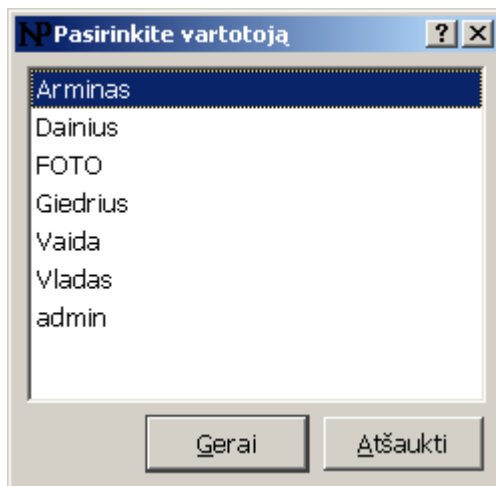 NP Pasirinkite vartotoją ? X
Arminas
Dainius
FOTO
Giedrius
Vaida
Vladas
admin
Gerai Atšaukti